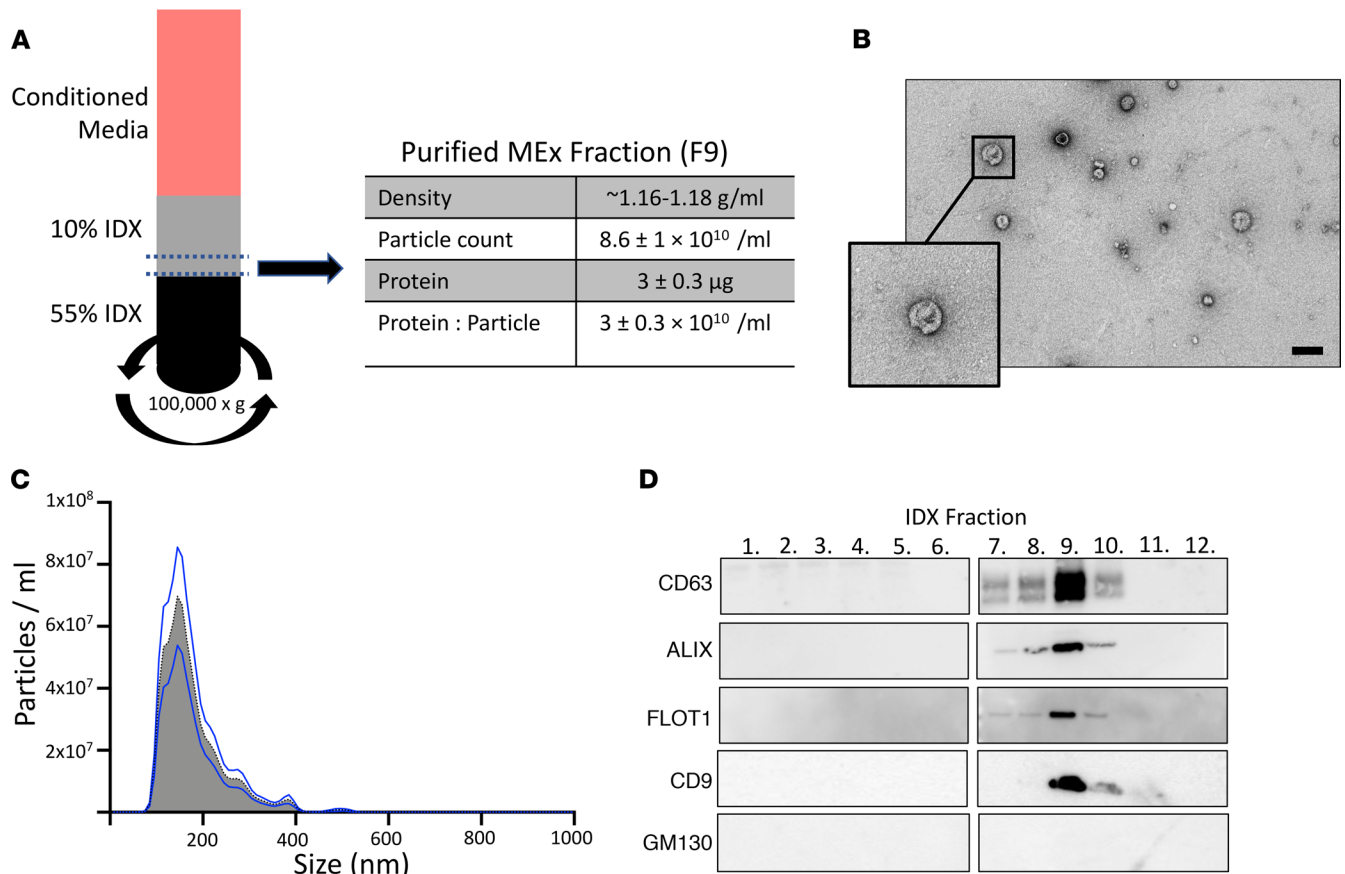 A
Conditioned
Media
10% IDX
55% IDX
100,000 x g
Purified MEx Fraction (F9)
Density ~1.16-1.18 g/ml
Particle count 8.6 ± 1 × 10¹⁰ /ml
Protein 3 ± 0.3 µg
Protein : Particle 3 ± 0.3 × 10¹⁰ /ml
B
C
1x10⁸
8x10⁷
6x10⁷
4x10⁷
2x10⁷
Particles / ml
200 400 600 800 1000
Size (nm)
D
IDX Fraction
1. 2. 3. 4. 5. 6. 7. 8. 9. 10. 11. 12.
CD63
ALIX
FLOT1
CD9
GM130